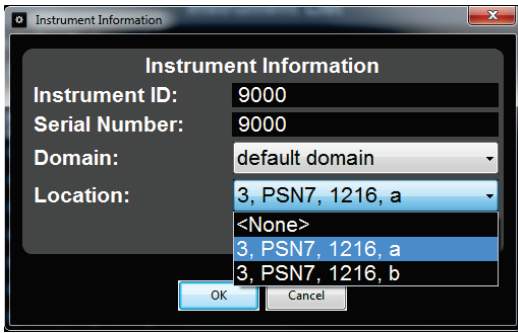 Instrument Information
Instrument Information
Instrument ID: 9000
Serial Number: 9000
Domain: default domain
Location: 3, PSN7, 1216, a
<None>
3, PSN7, 1216, a
3, PSN7, 1216, b
OK Cancel